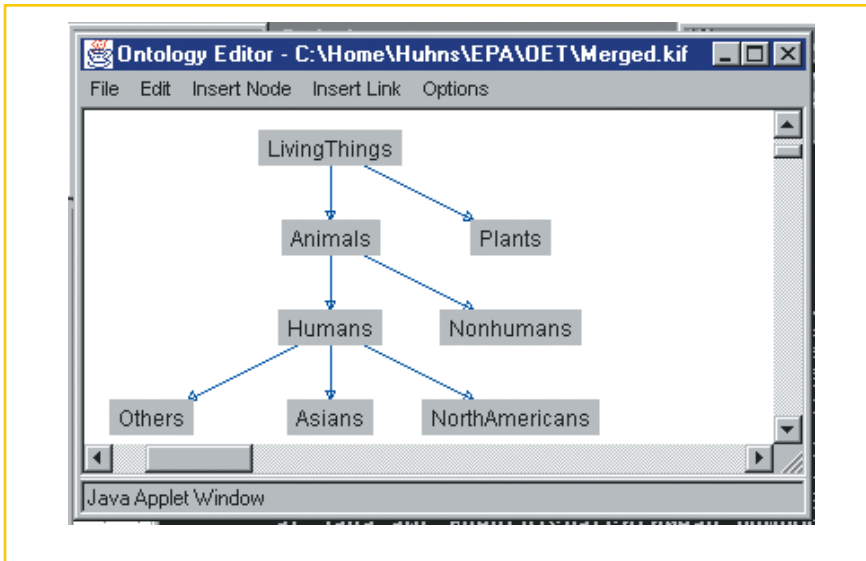 Ontology Editor - C:\Home\Huhns\EPA\OET\Merged.kif
File Edit Insert Node Insert Link Options
LivingThings
Animals Plants
Humans Nonhumans
Others Asians NorthAmericans
Java Applet Window